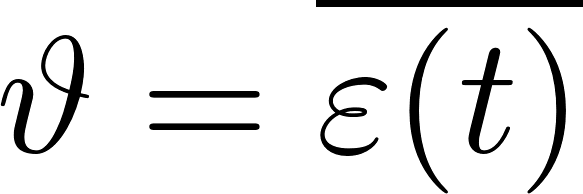 ϑ = \overline{ε(t)}